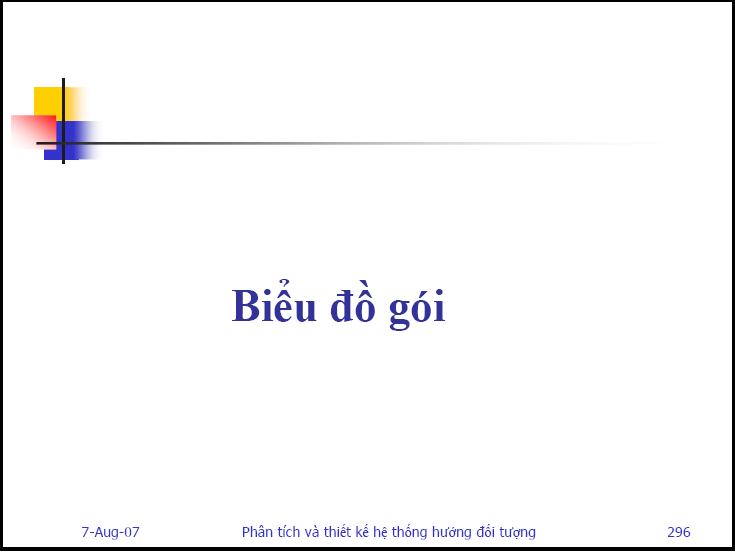 Biểu đồ gói
7-Aug-07 Phân tích và thiết kế hệ thống hướng đối tượng 296